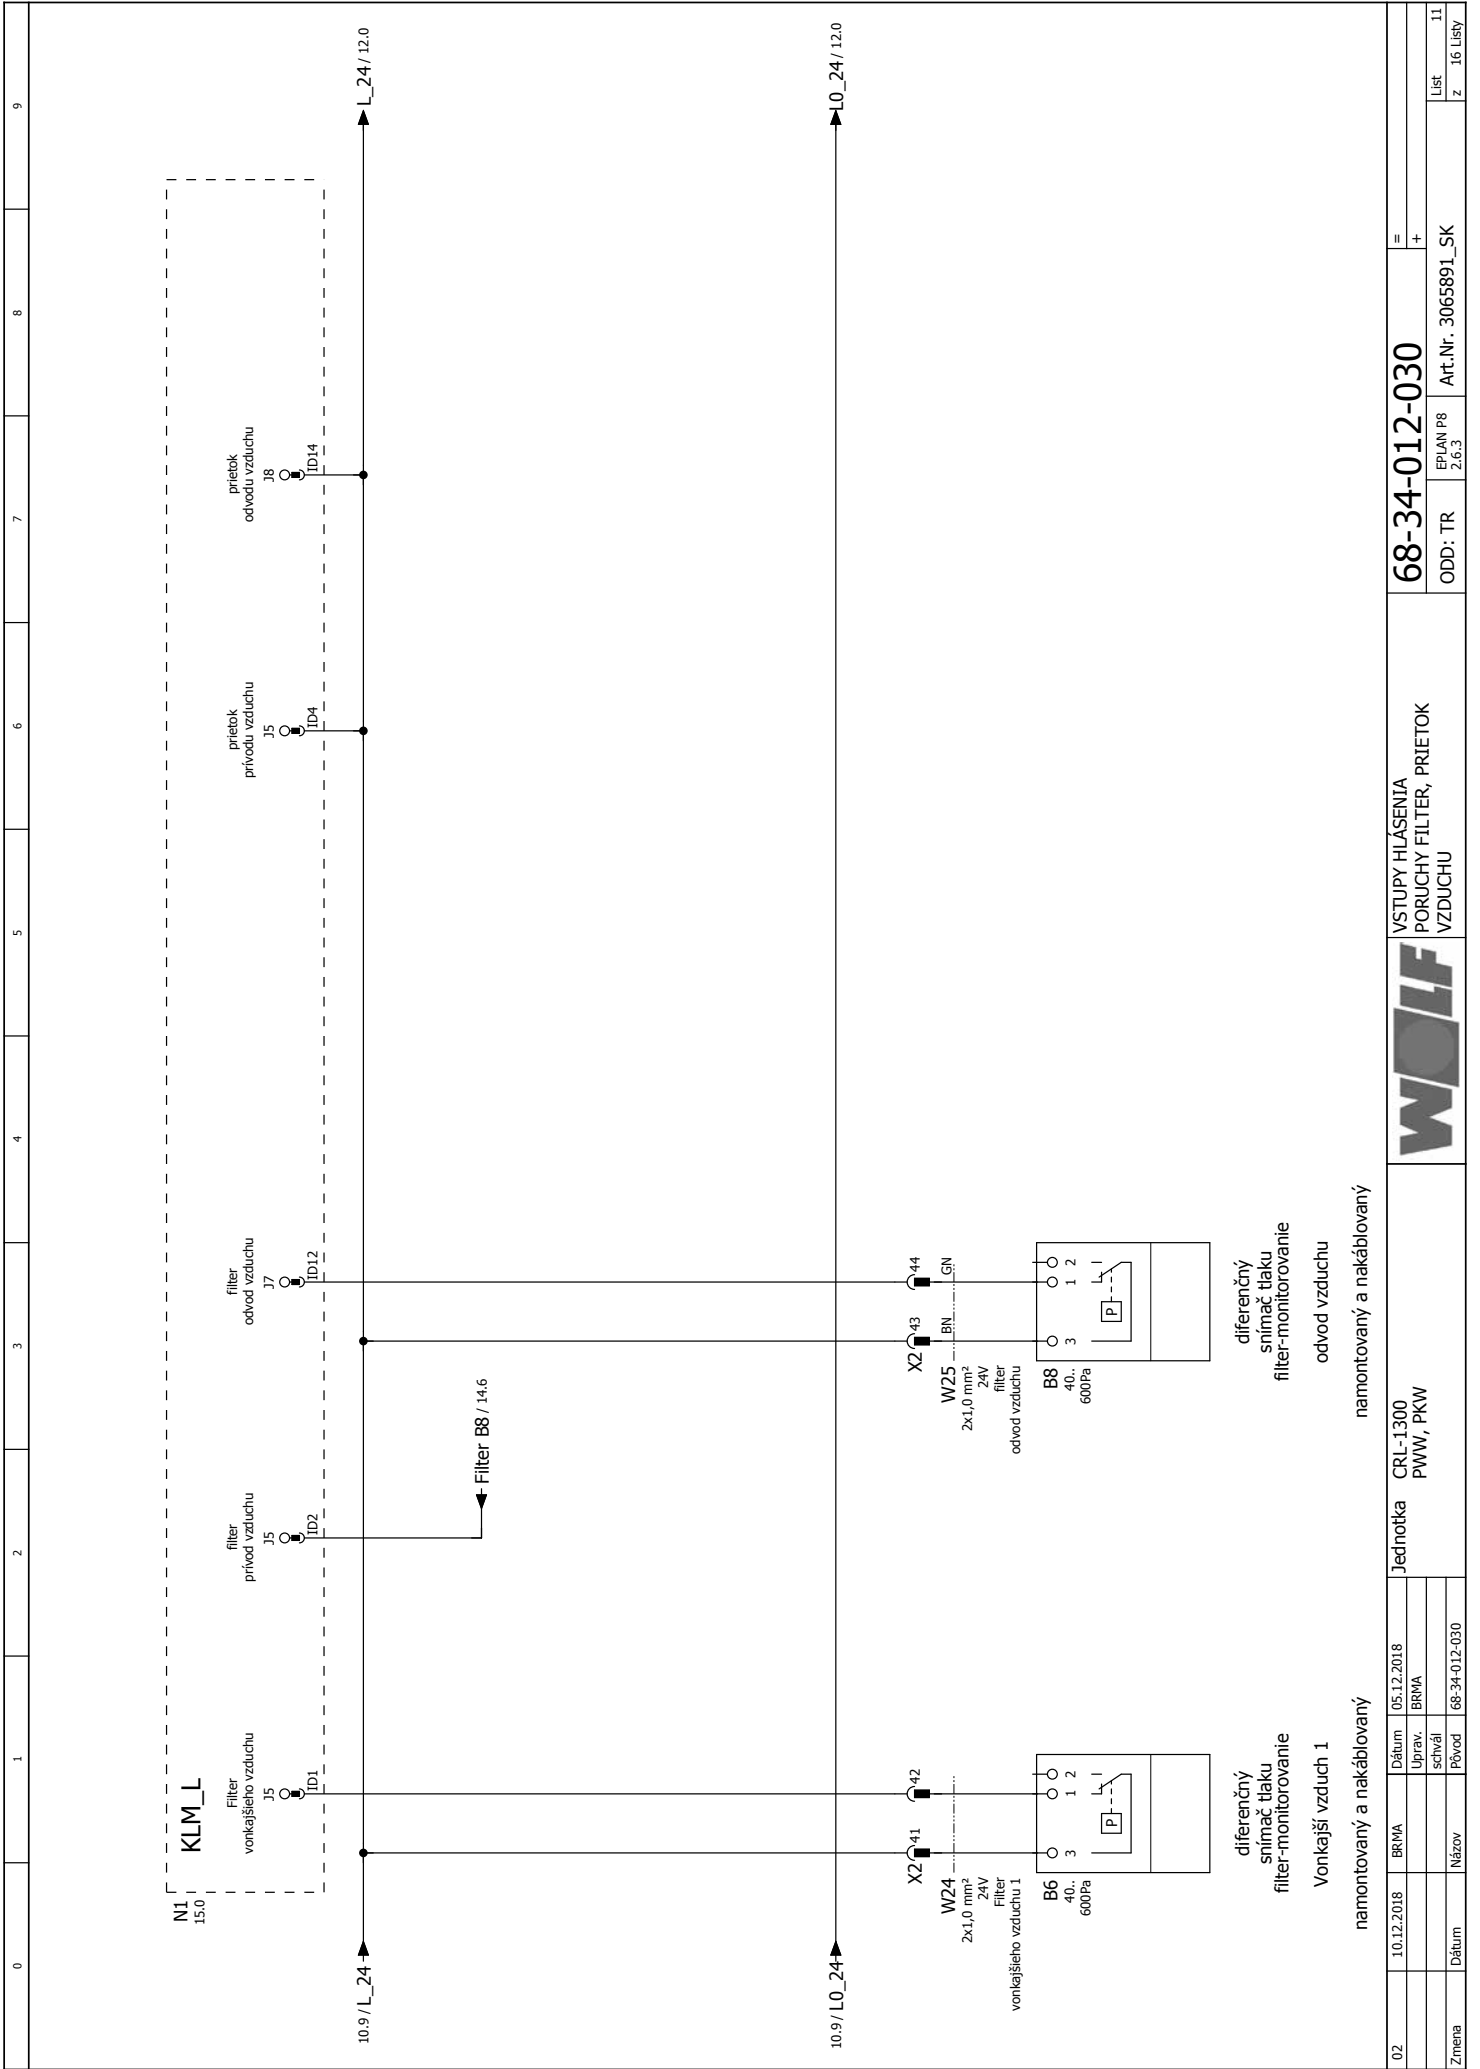 0 1 2 3 4 5 6 7 8 9
N1
15.0
KLM_L
Filter
vonkajšieho vzduchu
J5
ID1
filter
prívod vzduchu
J5
ID2
filter
odvod vzduchu
J7
ID12
prietok
prívodu vzduchu
J5
ID4
prietok
odvodu vzduchu
J8
ID14
10.9 / L_24
L_24 / 12.0
Filter B8 / 14.6
10.9 / L0_24
L0_24 / 12.0
X2 41 42
W24
2x1,0 mm²
24V
Filter
vonkajšieho vzduchu 1
B6
40..
600Pa
3 1 2
P
X2 43 44
BN GN
W25
2x1,0 mm²
24V
filter
odvod vzduchu
B8
40..
600Pa
3 1 2
P
diferenčný
snímač tlaku
filter-monitorovanie
Vonkajší vzduch 1
namontovaný a nakáblovaný
diferenčný
snímač tlaku
filter-monitorovanie
odvod vzduchu
namontovaný a nakáblovaný
02 10.12.2018 BRMA
Zmena Dátum Názov
Dátum 05.12.2018
Uprav. BRMA
schvál
Pôvod 68-34-012-030
Jednotka CRL-1300
PWW, PKW
WOLF
VSTUPY HLÁSENIA
PORUCHY FILTER, PRIETOK
VZDUCHU
68-34-012-030
ODD: TR
EPLAN P8
2.6.3
Art.Nr. 3065891_SK
=
+
List 11
z 16 Listy